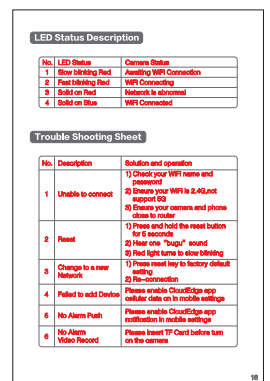 LED Status Description
No. LED Status Camera Status
1 Slow blinking Red Awaiting WiFi Connection
2 Fast blinking Red WiFi Connecting
3 Solid on Red Network is abnormal
4 Solid on Blue WiFi Connected
Trouble Shooting Sheet
No. Description Solution and operation
1 Unable to connect 1) Check your WiFi name and
password
2) Ensure your WiFi is 2.4G,not
support 5G
3) Ensure your camera and phone
close to router
2 Reset 1) Press and hold the reset button
for 5 seconds
2) Hear one "bugu" sound
3) Red light turns to slow blinking
3 Change to a new
Network 1) Press reset key to factory default
setting
2) Re-connection
4 Failed to add Device Please enable CloudEdge app
cellular data on in mobile settings
5 No Alarm Push Please enable CloudEdge app
notification in mobile settings
6 No Alarm
Video Record Please insert TF Card before turn
on the camera
16